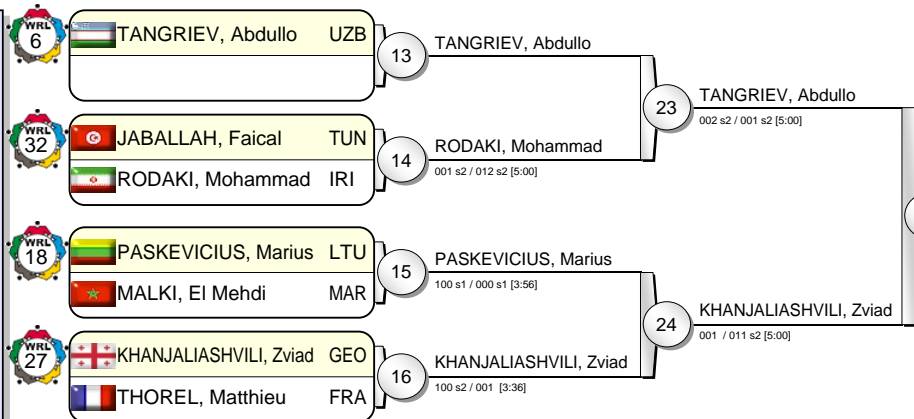 WRL
6
TANGRIEV, Abdullo UZB
13
TANGRIEV, Abdullo
23
TANGRIEV, Abdullo
002 s2 / 001 s2 [5:00]
WRL
32
JABALLAH, Faical TUN
RODAKI, Mohammad IRI
14
RODAKI, Mohammad
001 s2 / 012 s2 [5:00]
WRL
18
PASKEVICIUS, Marius LTU
MALKI, El Mehdi MAR
15
PASKEVICIUS, Marius
100 s1 / 000 s1 [3:56]
24
KHANJALIASHVILI, Zviad
001 / 011 s2 [5:00]
WRL
27
KHANJALIASHVILI, Zviad GEO
THOREL, Matthieu FRA
16
KHANJALIASHVILI, Zviad
100 s2 / 001 [3:36]